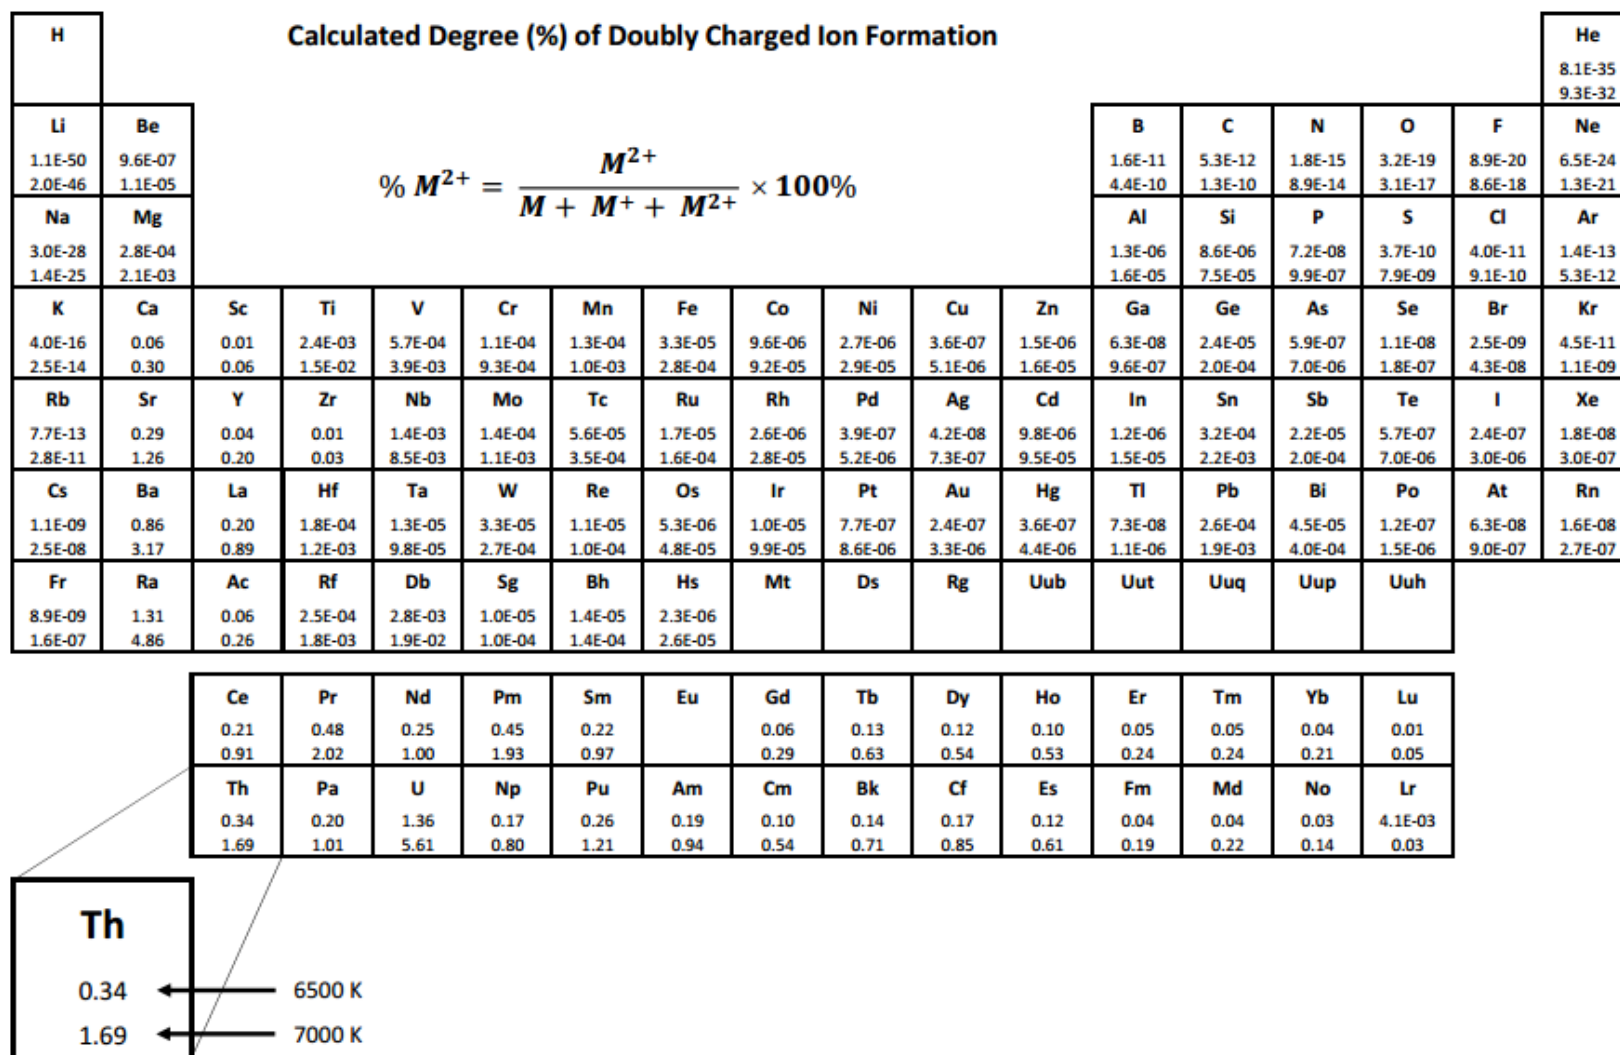 Calculated Degree (%) of Doubly Charged Ion Formation
% M²⁺ = M²⁺ / (M + M⁺ + M²⁺) × 100%
H He
8.1E-35
9.3E-32
Li Be B C N O F Ne
1.1E-50 9.6E-07 1.6E-11 5.3E-12 1.8E-15 3.2E-19 8.9E-20 6.5E-24
2.0E-46 1.1E-05 4.4E-10 1.3E-10 8.9E-14 3.1E-17 8.6E-18 1.3E-21
Na Mg Al Si P S Cl Ar
3.0E-28 2.8E-04 1.3E-06 8.6E-06 7.2E-08 3.7E-10 4.0E-11 1.4E-13
1.4E-25 2.1E-03 1.6E-05 7.5E-05 9.9E-07 7.9E-09 9.1E-10 5.3E-12
K Ca Sc Ti V Cr Mn Fe Co Ni Cu Zn Ga Ge As Se Br Kr
4.0E-16 0.06 0.01 2.4E-03 5.7E-04 1.1E-04 1.3E-04 3.3E-05 9.6E-06 2.7E-06 3.6E-07 1.5E-06 6.3E-08 2.4E-05 5.9E-07 1.1E-08 2.5E-09 4.5E-11
2.5E-14 0.30 0.06 1.5E-02 3.9E-03 9.3E-04 1.0E-03 2.8E-04 9.2E-05 2.9E-05 5.1E-06 1.6E-05 9.6E-07 2.0E-04 7.0E-06 1.8E-07 4.3E-08 1.1E-09
Rb Sr Y Zr Nb Mo Tc Ru Rh Pd Ag Cd In Sn Sb Te I Xe
7.7E-13 0.29 0.04 0.01 1.4E-03 1.4E-04 5.6E-05 1.7E-05 2.6E-06 3.9E-07 4.2E-08 9.8E-06 1.2E-06 3.2E-04 2.2E-05 5.7E-07 2.4E-07 1.8E-08
2.8E-11 1.26 0.20 0.03 8.5E-03 1.1E-03 3.5E-04 1.6E-04 2.8E-05 5.2E-06 7.3E-07 9.5E-05 1.5E-05 2.2E-03 2.0E-04 7.0E-06 3.0E-06 3.0E-07
Cs Ba La Hf Ta W Re Os Ir Pt Au Hg Tl Pb Bi Po At Rn
1.1E-09 0.86 0.20 1.8E-04 1.3E-05 3.3E-05 1.1E-05 5.3E-06 1.0E-05 7.7E-07 2.4E-07 3.6E-07 7.3E-08 2.6E-04 4.5E-05 1.2E-07 6.3E-08 1.6E-08
2.5E-08 3.17 0.89 1.2E-03 9.8E-05 2.7E-04 1.0E-04 4.8E-05 9.9E-05 8.6E-06 3.3E-06 4.4E-06 1.1E-06 1.9E-03 4.0E-04 1.5E-06 9.0E-07 2.7E-07
Fr Ra Ac Rf Db Sg Bh Hs Mt Ds Rg Uub Uut Uuq Uup Uuh
8.9E-09 1.31 0.06 2.5E-04 2.8E-03 1.0E-05 1.4E-05 2.3E-06
1.6E-07 4.86 0.26 1.8E-03 1.9E-02 1.0E-04 1.4E-04 2.6E-05
Ce Pr Nd Pm Sm Eu Gd Tb Dy Ho Er Tm Yb Lu
0.21 0.48 0.25 0.45 0.22 0.06 0.13 0.12 0.10 0.05 0.05 0.04 0.01
0.91 2.02 1.00 1.93 0.97 0.29 0.63 0.54 0.53 0.24 0.24 0.21 0.05
Th Pa U Np Pu Am Cm Bk Cf Es Fm Md No Lr
0.34 0.20 1.36 0.17 0.26 0.19 0.10 0.14 0.17 0.12 0.04 0.04 0.03 4.1E-03
1.69 1.01 5.61 0.80 1.21 0.94 0.54 0.71 0.85 0.61 0.19 0.22 0.14 0.03
Th
0.34 6500 K
1.69 7000 K